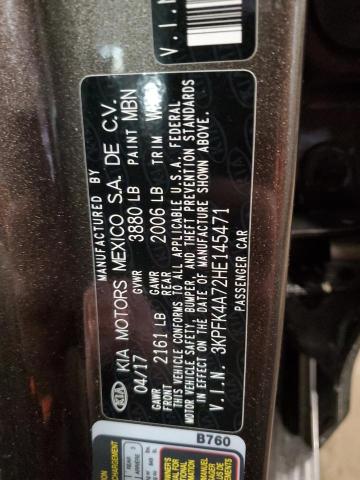 MANUFACTURED BY
KIA KIA MOTORS MEXICO S.A. DE C.V.
04/17 GVWR 3880 LB PAINT MBN
GAWR FRONT 2161 LB GAWR REAR 2006 LB TRIM
THIS VEHICLE CONFORMS TO ALL APPLICABLE U.S.A. FEDERAL
MOTOR VEHICLE SAFETY, BUMPER, AND THEFT PREVENTION STANDARDS
IN EFFECT ON THE DATE OF MANUFACTURE SHOWN ABOVE.
V.I.N. 3KPFK4A72HE145471
PASSENGER CAR
V.I.N.
B760